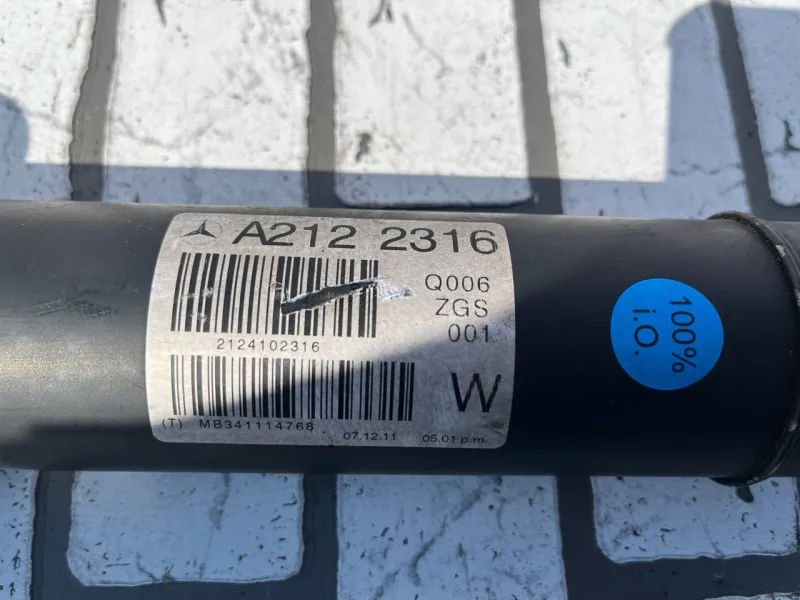 A212 2316
Q006
ZGS
001
2124102316
W
(T) MB341114768
07.12.11 05.01 p.m.
100%
i.O.